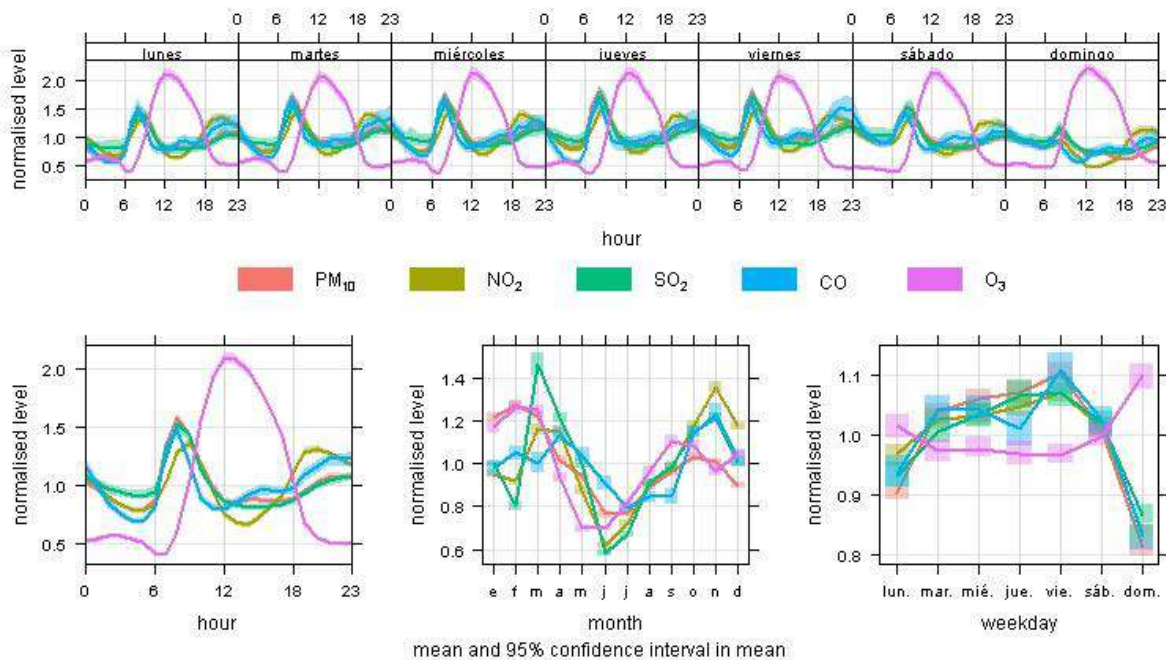 0 6 12 18 23 0 6 12 18 23 0 6 12 18 23
lunes martes miércoles jueves viernes sábado domingo
normalised level
2.0
1.5
1.0
0.5
0 6 12 18 23 0 6 12 18 23 0 6 12 18 23 0 6 12 18 23
hour
PM₁₀ NO₂ SO₂ CO O₃
normalised level
2.0
1.5
1.0
0.5
0 6 12 18 23
hour
normalised level
1.4
1.2
1.0
0.8
0.6
e f m a m j j a s o n d
month
normalised level
1.1
1.0
0.9
0.8
lun. mar. mié. jue. vie. sáb. dom.
weekday
mean and 95% confidence interval in mean